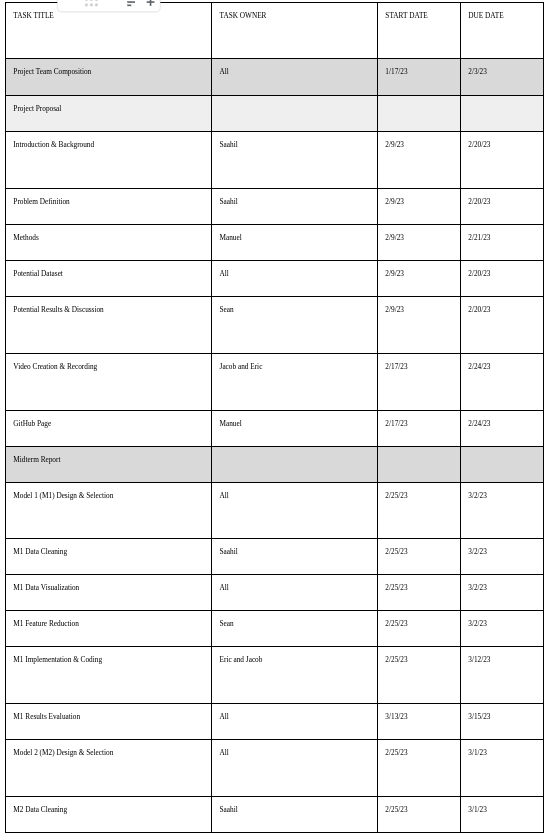 TASK TITLE TASK OWNER START DATE DUE DATE
Project Team Composition All 1/17/23 2/3/23
Project Proposal
Introduction & Background Saahil 2/9/23 2/20/23
Problem Definition Saahil 2/9/23 2/20/23
Methods Manuel 2/9/23 2/21/23
Potential Dataset All 2/9/23 2/20/23
Potential Results & Discussion Sean 2/9/23 2/20/23
Video Creation & Recording Jacob and Eric 2/17/23 2/24/23
GitHub Page Manuel 2/17/23 2/24/23
Midterm Report
Model 1 (M1) Design & Selection All 2/25/23 3/2/23
M1 Data Cleaning Saahil 2/25/23 3/2/23
M1 Data Visualization All 2/25/23 3/2/23
M1 Feature Reduction Sean 2/25/23 3/2/23
M1 Implementation & Coding Eric and Jacob 2/25/23 3/12/23
M1 Results Evaluation All 3/13/23 3/15/23
Model 2 (M2) Design & Selection All 2/25/23 3/1/23
M2 Data Cleaning Saahil 2/25/23 3/1/23